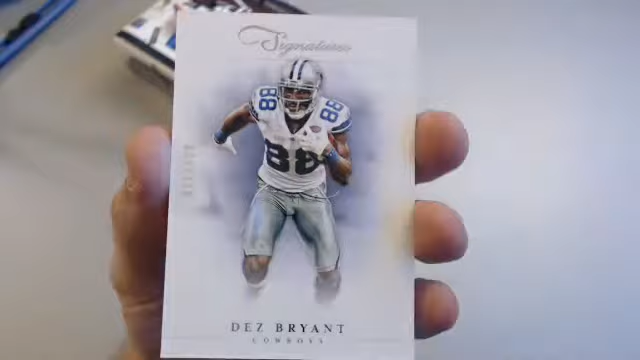 Signatures
88 88
88
DEZ BRYANT
COWBOYS